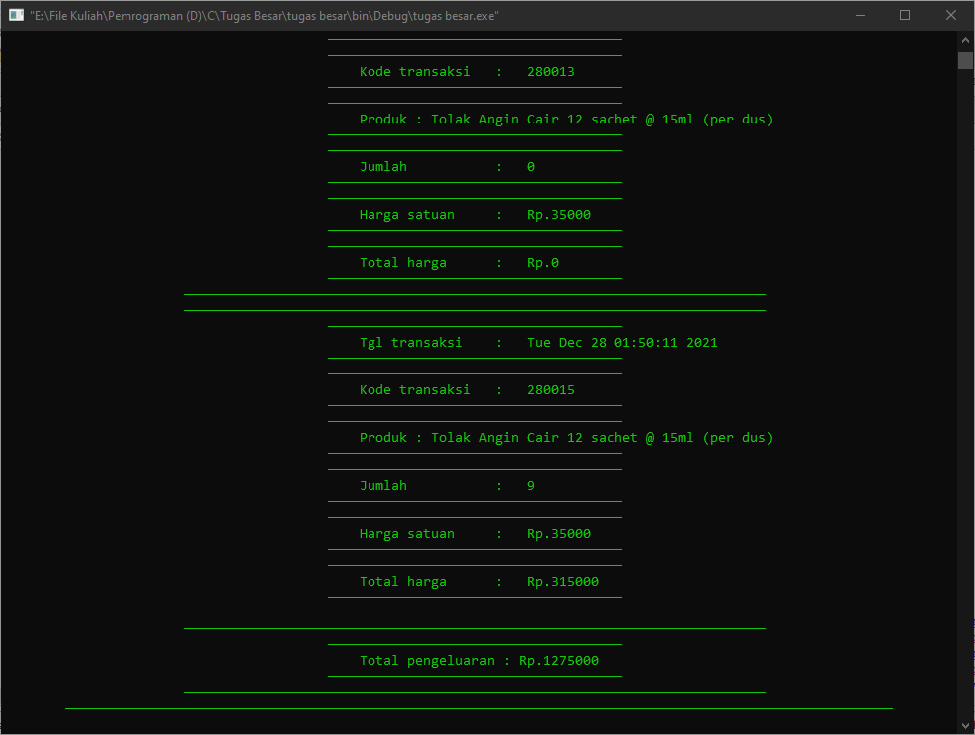 "E:\File Kuliah\Pemrograman (D)\C\Tugas Besar\tugas besar\bin\Debug\tugas besar.exe"
Kode transaksi : 280013
Produk : Tolak Angin Cair 12 sachet @ 15ml (per dus)
Jumlah : 0
Harga satuan : Rp.35000
Total harga : Rp.0
Tgl transaksi : Tue Dec 28 01:50:11 2021
Kode transaksi : 280015
Produk : Tolak Angin Cair 12 sachet @ 15ml (per dus)
Jumlah : 9
Harga satuan : Rp.35000
Total harga : Rp.315000
Total pengeluaran : Rp.1275000